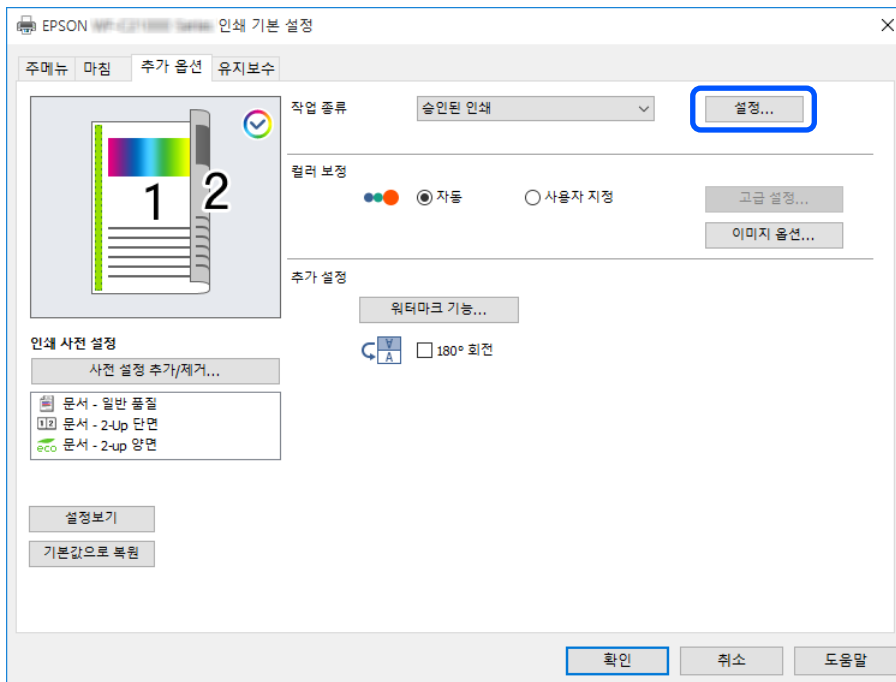 EPSON Series 인쇄 기본 설정
주메뉴 마침 추가 옵션 유지보수
작업 종류 승인된 인쇄 설정...
컬러 보정
자동 사용자 지정 고급 설정...
이미지 옵션...
1 2
추가 설정
워터마크 기능...
180° 회전
인쇄 사전 설정
사전 설정 추가/제거...
문서 - 일반 품질
문서 - 2-Up 단면
eco 문서 - 2-up 양면
설정보기
기본값으로 복원
확인 취소 도움말